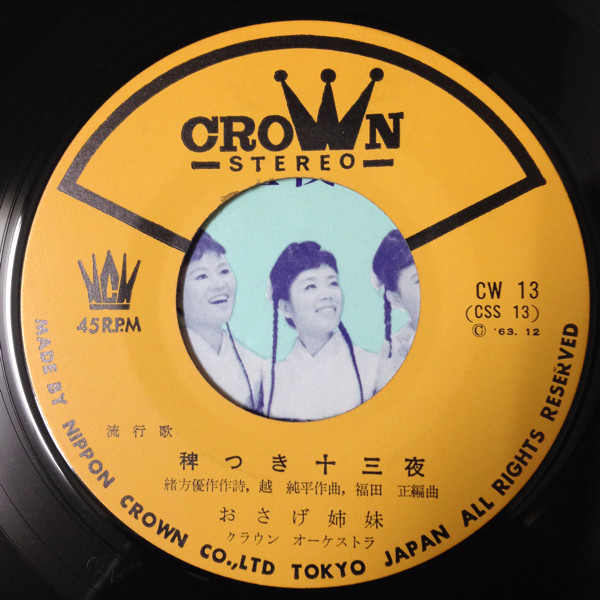 CROWN
STEREO
WCW
45 R.P.M
CW 13
(CSS 13)
© '63. 12
流行歌
稗つき十三夜
緒方優作作詩, 越 純平作曲, 福田 正編曲
おさげ姉妹
クラウン オーケストラ
MADE BY NIPPON CROWN CO., LTD TOKYO JAPAN ALL RIGHTS RESERVED